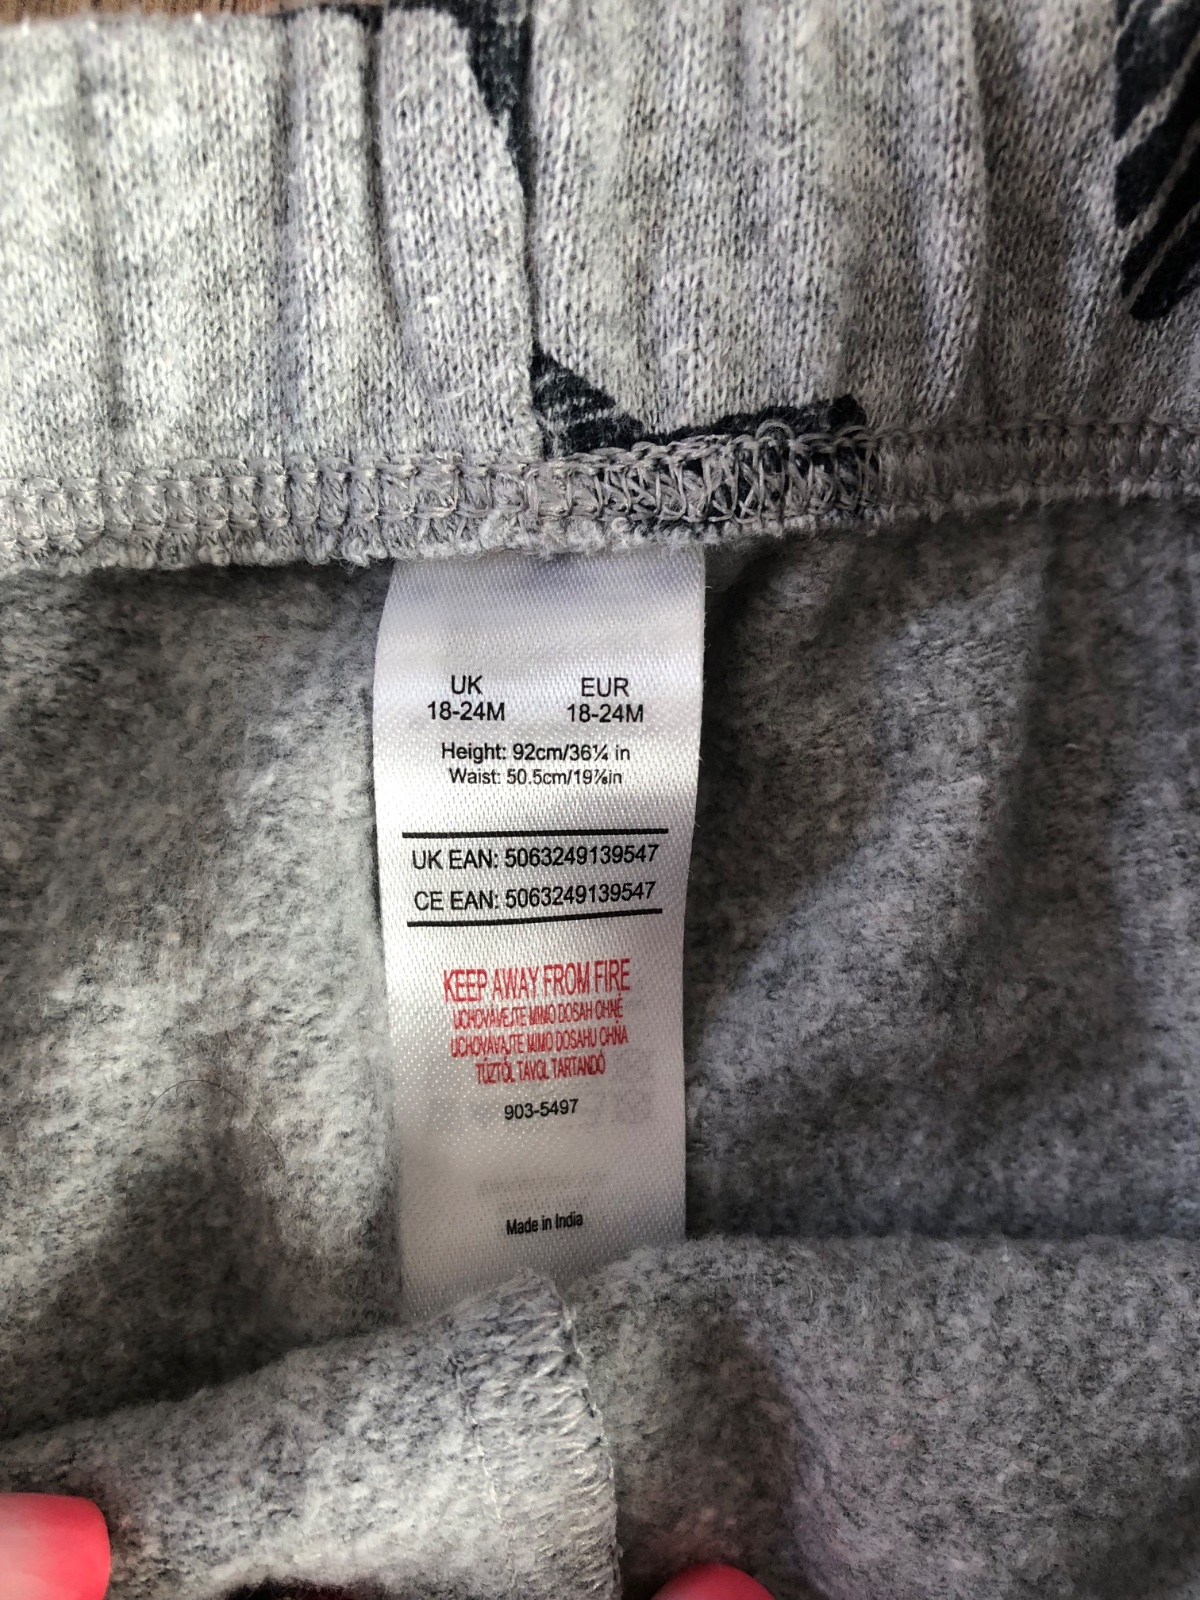 UK EUR
18-24M 18-24M
Height: 92cm/36¼ in
Waist: 50.5cm/19⅞in
UK EAN: 5063249139547
CE EAN: 5063249139547
KEEP AWAY FROM FIRE
UCHOVÁVEJTE MIMO DOSAH OHNĚ
UCHOVÁVAJTE MIMO DOSAHU OHŇA
TŰZTŐL TÁVOL TARTANDÓ
903-5497
Made in India